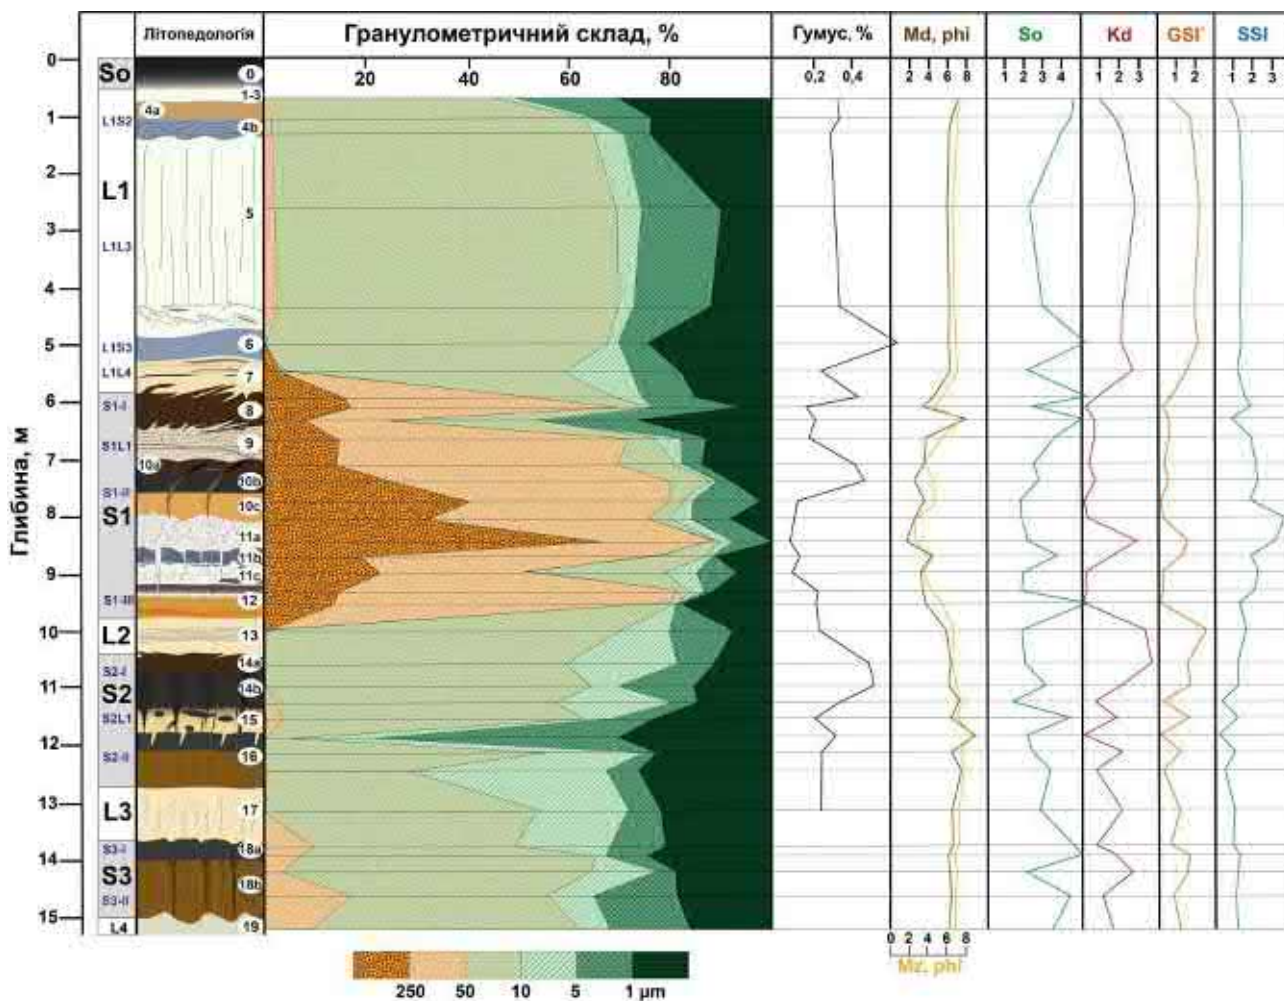 Літопедологія
Гранулометричний склад, %
Гумус, %
Md, phi
So
Kd
GSI'
SSI
20 40 60 80
0,2 0,4
2 4 6 8
1 2 3 4
1 2 3
1 2
1 2 3
Глибина, м
0
1
2
3
4
5
6
7
8
9
10
11
12
13
14
15
So
L1S2
L1
L1L3
L1S3
L1L4
S1-I
S1L1
S1-II
S1
S1-III
L2
S2-I
S2
S2L1
S2-II
L3
S3-I
S3
S3-II
L4
0
1-3
4a
4b
5
6
7
8
9
10a
10b
10c
11a
11b
11c
12
13
14a
14b
15
16
17
18a
18b
19
0 2 4 6 8
Mz, phi
250 50 10 5 1 µm